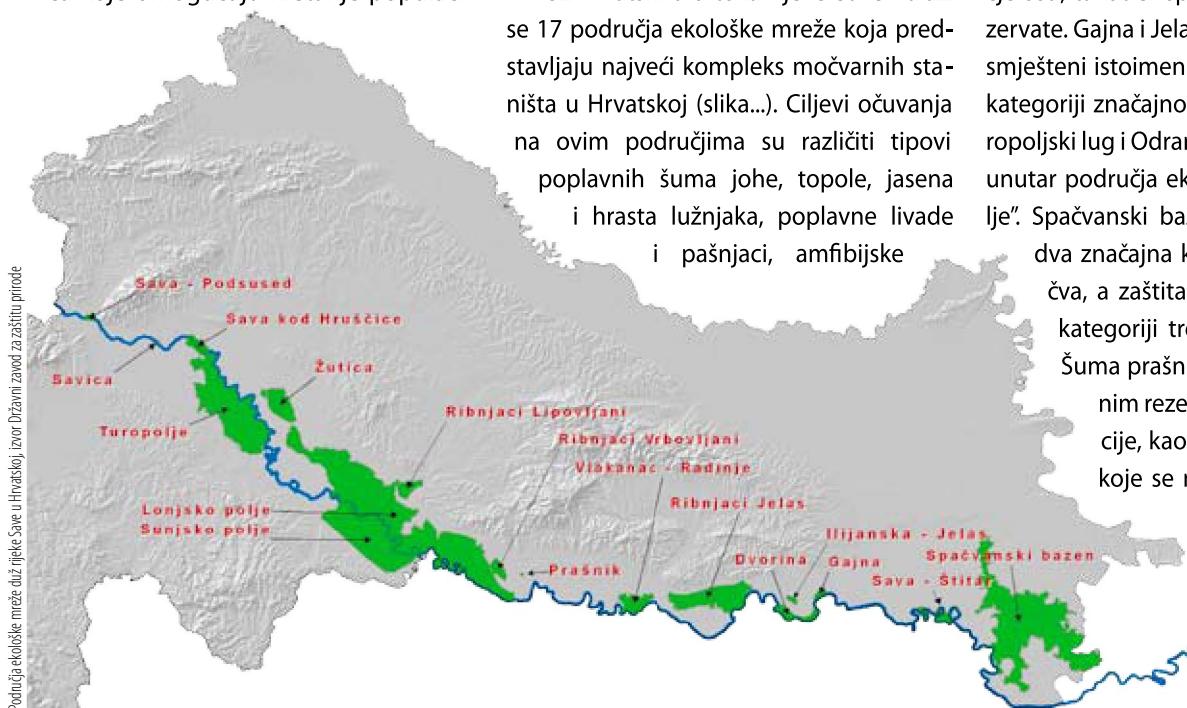 se 17 područja ekološke mreže koja pred-
stavljaju najveći kompleks močvarnih sta-
ništa u Hrvatskoj (slika...). Ciljevi očuvanja
na ovim područjima su različiti tipovi
poplavnih šuma johe, topole, jasena
i hrasta lužnjaka, poplavne livade
i pašnjaci, amfibijske
zervate. Gajna i Jela
smješteni istoimen
kategoriji značajno
ropoljski lug i Odran
unutar područja ek
lje”. Spačvanski ba
dva značajna k
čva, a zaštita
kategoriji tr
Šuma prašn
nim reze
cije, kao
koje se
Sava - Podsused
Sava kod Hruščice
Savica
Žutica
Turopolje
Ribnjaci Lipovljani
Ribnjaci Vrbovljani
Vlakanac - Radinje
Ribnjaci Jelas
Lonjsko polje
Sunjsko polje
Prašnik
Dvorina
Ilijanska - Jelas
Gajna
Spačvanski bazen
Sava - Štitar
Područja ekološke mreže duž rijeke Save u Hrvatskoj, izvor Državni zavod za zaštitu prirode